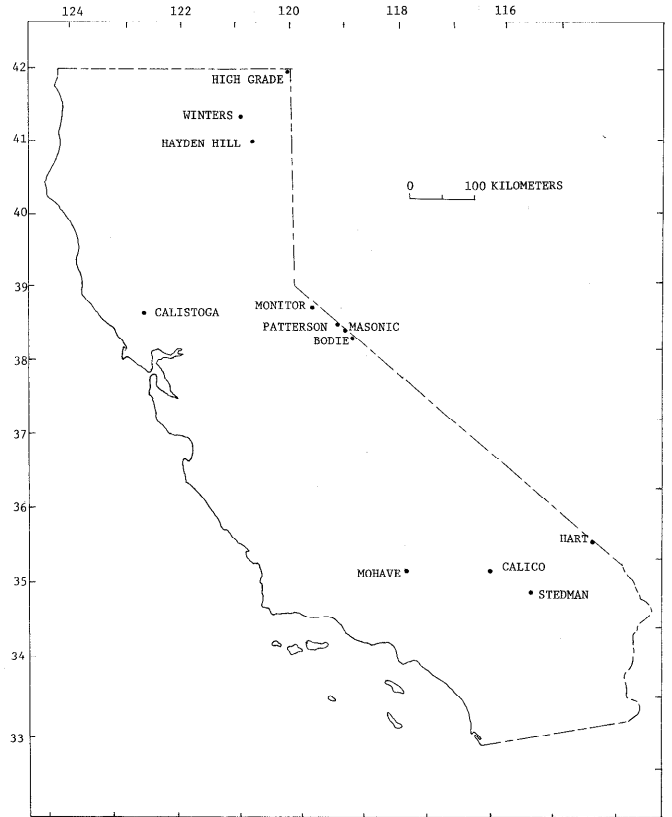 124 122 120 118 116
42
HIGH GRADE
WINTERS
41
HAYDEN HILL
0 100 KILOMETERS
40
39
MONITOR
CALISTOGA
PATTERSON MASONIC
BODIE
38
37
36
HART
CALICO
MOHAVE
35
STEDMAN
34
33